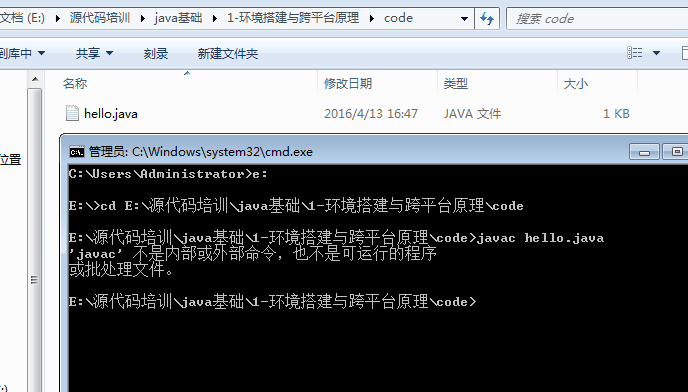 文档 (E:) ▸ 源代码培训 ▸ java基础 ▸ 1-环境搭建与跨平台原理 ▸ code
搜索 code
到库中 共享 刻录 新建文件夹
名称 修改日期 类型 大小
hello.java 2016/4/13 16:47 JAVA 文件 1 KB
位置
管理员: C:\Windows\system32\cmd.exe
C:\Users\Administrator>e:
E:\>cd E:\源代码培训\java基础\1-环境搭建与跨平台原理\code
E:\源代码培训\java基础\1-环境搭建与跨平台原理\code>javac hello.java
'javac' 不是内部或外部命令，也不是可运行的程序
或批处理文件。
E:\源代码培训\java基础\1-环境搭建与跨平台原理\code>